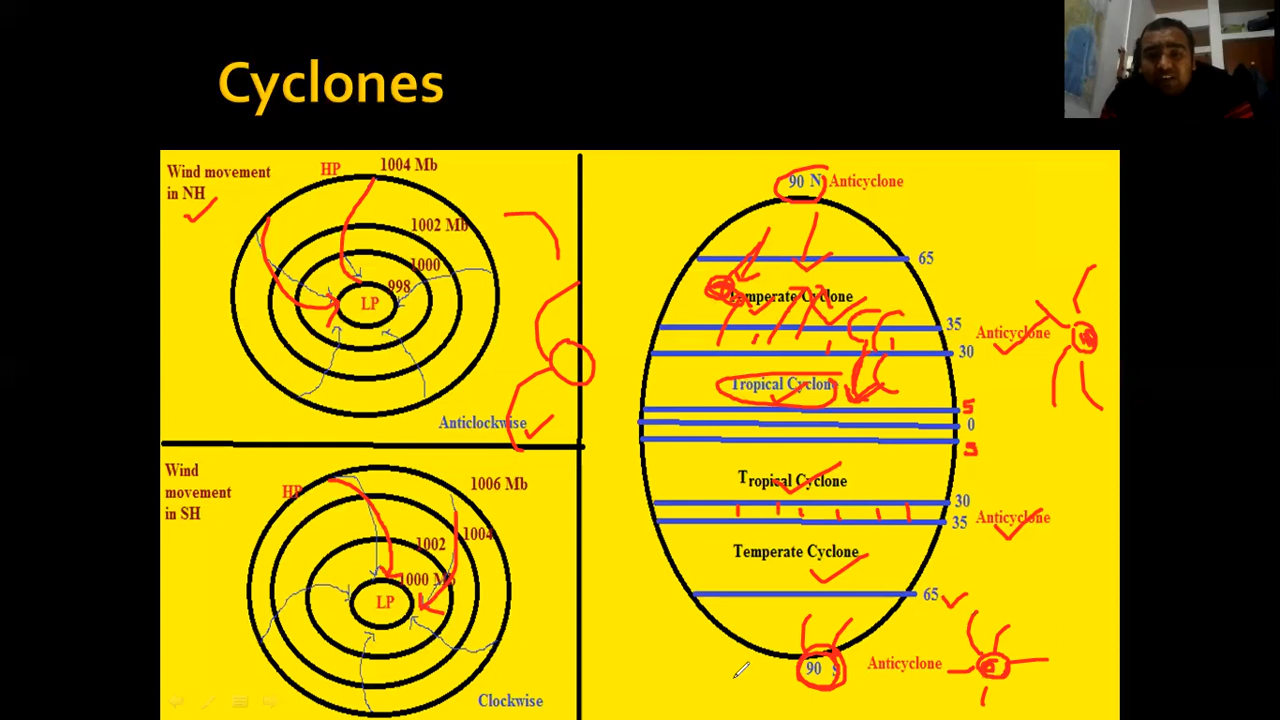 Cyclones
Wind movement
in NH
HP
1004 Mb
1002 Mb
1000
998
LP
Anticlockwise
Wind
movement
in SH
HP
1006 Mb
1004
1002
1000 Mb
LP
Clockwise
90 N Anticyclone
65
Temperate Cyclone
35
Anticyclone
30
Tropical Cyclone
5
0
5
Tropical Cyclone
30
35 Anticyclone
Temperate Cyclone
65
90 S Anticyclone